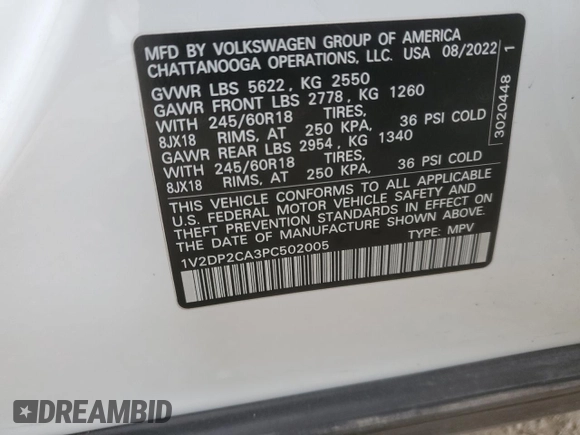 MFD BY VOLKSWAGEN GROUP OF AMERICA
CHATTANOOGA OPERATIONS, LLC. USA 08/2022
GVWR LBS 5622, KG 2550
GAWR FRONT LBS 2778, KG 1260
WITH 245/60R18 TIRES,
8JX18 RIMS, AT 250 KPA, 36 PSI COLD
GAWR REAR LBS 2954, KG 1340
WITH 245/60R18 TIRES,
8JX18 RIMS, AT 250 KPA, 36 PSI COLD
THIS VEHICLE CONFORMS TO ALL APPLICABLE
U.S. FEDERAL MOTOR VEHICLE SAFETY AND
THEFT PREVENTION STANDARDS IN EFFECT ON
THE DATE OF MANUFACTURE SHOWN ABOVE.
1V2DP2CA3PC502005 TYPE: MPV
3020448 1
DREAMBID